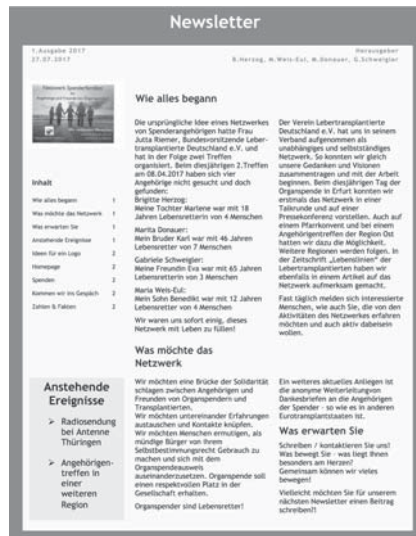 Newsletter
1.Ausgabe 2017
27.07.2017
Herausgeber
B.Herzog, M.Weis-Eul, M.Donauer, G.Schweigler
Netzwerk Spenderfamilien
Inhalt
Wie alles begann 1
Was möchte das Netzwerk 1
Was erwarten Sie 1
Anstehende Ereignisse 1
Ideen für ein Logo 2
Homepage 2
Spenden 2
Kommen wir ins Gespräch 2
Zahlen & Fakten 2
Anstehende
Ereignisse
Radiosendung
bei Antenne
Thüringen
Angehörigen-
treffen in
einer
weiteren
Region
Wie alles begann
Die ursprüngliche Idee eines Netzwerkes
von Spenderangehörigen hatte Frau
Jutta Riemer, Bundesvorsitzende Leber-
transplantierte Deutschland e.V. und
hat in der Folge zwei Treffen
organisiert. Beim diesjährigen 2.Treffen
am 08.04.2017 haben sich vier
Angehörige nicht gesucht und doch
gefunden:
Brigitte Herzog:
Meine Tochter Marlene war mit 18
Jahren Lebensretterin von 4 Menschen
Marita Donauer:
Mein Bruder Karl war mit 46 Jahren
Lebensretter von 7 Menschen
Gabriele Schweigler:
Meine Freundin Eva war mit 65 Jahren
Lebensretterin von 3 Menschen
Maria Weis-Eul:
Mein Sohn Benedikt war mit 12 Jahren
Lebensretter von 4 Menschen
Wir waren uns sofort einig, dieses
Netzwerk mit Leben zu füllen!
Der Verein Lebertransplantierte
Deutschland e.V. hat uns in seinem
Verband aufgenommen als
unabhängiges und selbstständiges
Netzwerk. So konnten wir gleich
unsere Gedanken und Visionen
zusammentragen und mit der Arbeit
beginnen. Beim diesjährigen Tag der
Organspende in Erfurt konnten wir
erstmals das Netzwerk in einer
Talkrunde und auf einer
Pressekonferenz vorstellen. Auch auf
einem Pfarrkonvent und bei einem
Angehörigentreffen der Region Ost
hatten wir dazu die Möglichkeit.
Weitere Regionen werden folgen. In
der Zeitschrift „Lebenslinien“ der
Lebertransplantierten haben wir
ebenfalls in einem Artikel auf das
Netzwerk aufmerksam gemacht.
Fast täglich melden sich interessierte
Menschen, wie auch Sie, die von den
Aktivitäten des Netzwerkes erfahren
möchten und auch aktiv dabeisein
wollen.
Was möchte das
Netzwerk
Wir möchten eine Brücke der Solidarität
schlagen zwischen Angehörigen und
Freunden von Organspendern und
Transplantierten.
Wir möchten untereinander Erfahrungen
austauschen und Kontakte knüpfen.
Wir möchten Menschen ermutigen, als
mündige Bürger von ihrem
Selbstbestimmungsrecht Gebrauch zu
machen und sich mit dem
Organspendeausweis
auseinanderzusetzen. Organspende soll
einen respektvollen Platz in der
Gesellschaft erhalten.
Organspender sind Lebensretter!
Ein weiteres aktuelles Anliegen ist
die anonyme Weiterleitungvon
Dankesbriefen an die Angehörigen
der Spender - so wie es in anderen
Eurotransplantstaaten ist.
Was erwarten Sie
Schreiben / kontaktieren Sie uns!
Was bewegt Sie - was liegt Ihnen
besonders am Herzen?
Gemeinsam können wir vieles
bewegen!
Vielleicht möchten Sie für unserem
nächsten Newsletter einen Beitrag
schreiben?!